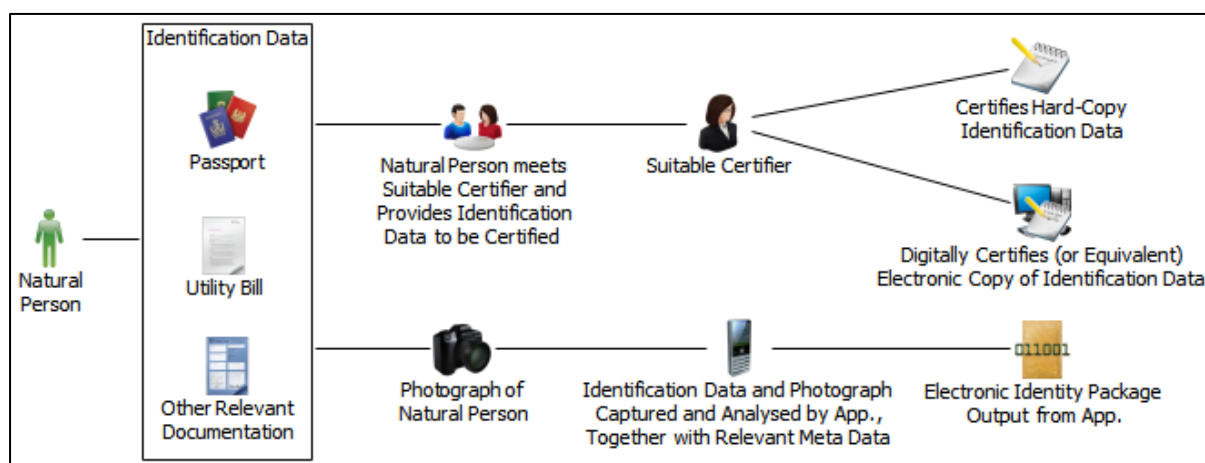 Identification Data
Passport
Utility Bill
Other Relevant
Documentation
Natural
Person
Natural Person meets
Suitable Certifier and
Provides Identification
Data to be Certified
Suitable Certifier
Certifies Hard-Copy
Identification Data
Digitally Certifies (or Equivalent)
Electronic Copy of Identification Data
Photograph of
Natural Person
Identification Data and Photograph
Captured and Analysed by App.,
Together with Relevant Meta Data
011001
Electronic Identity Package
Output from App.